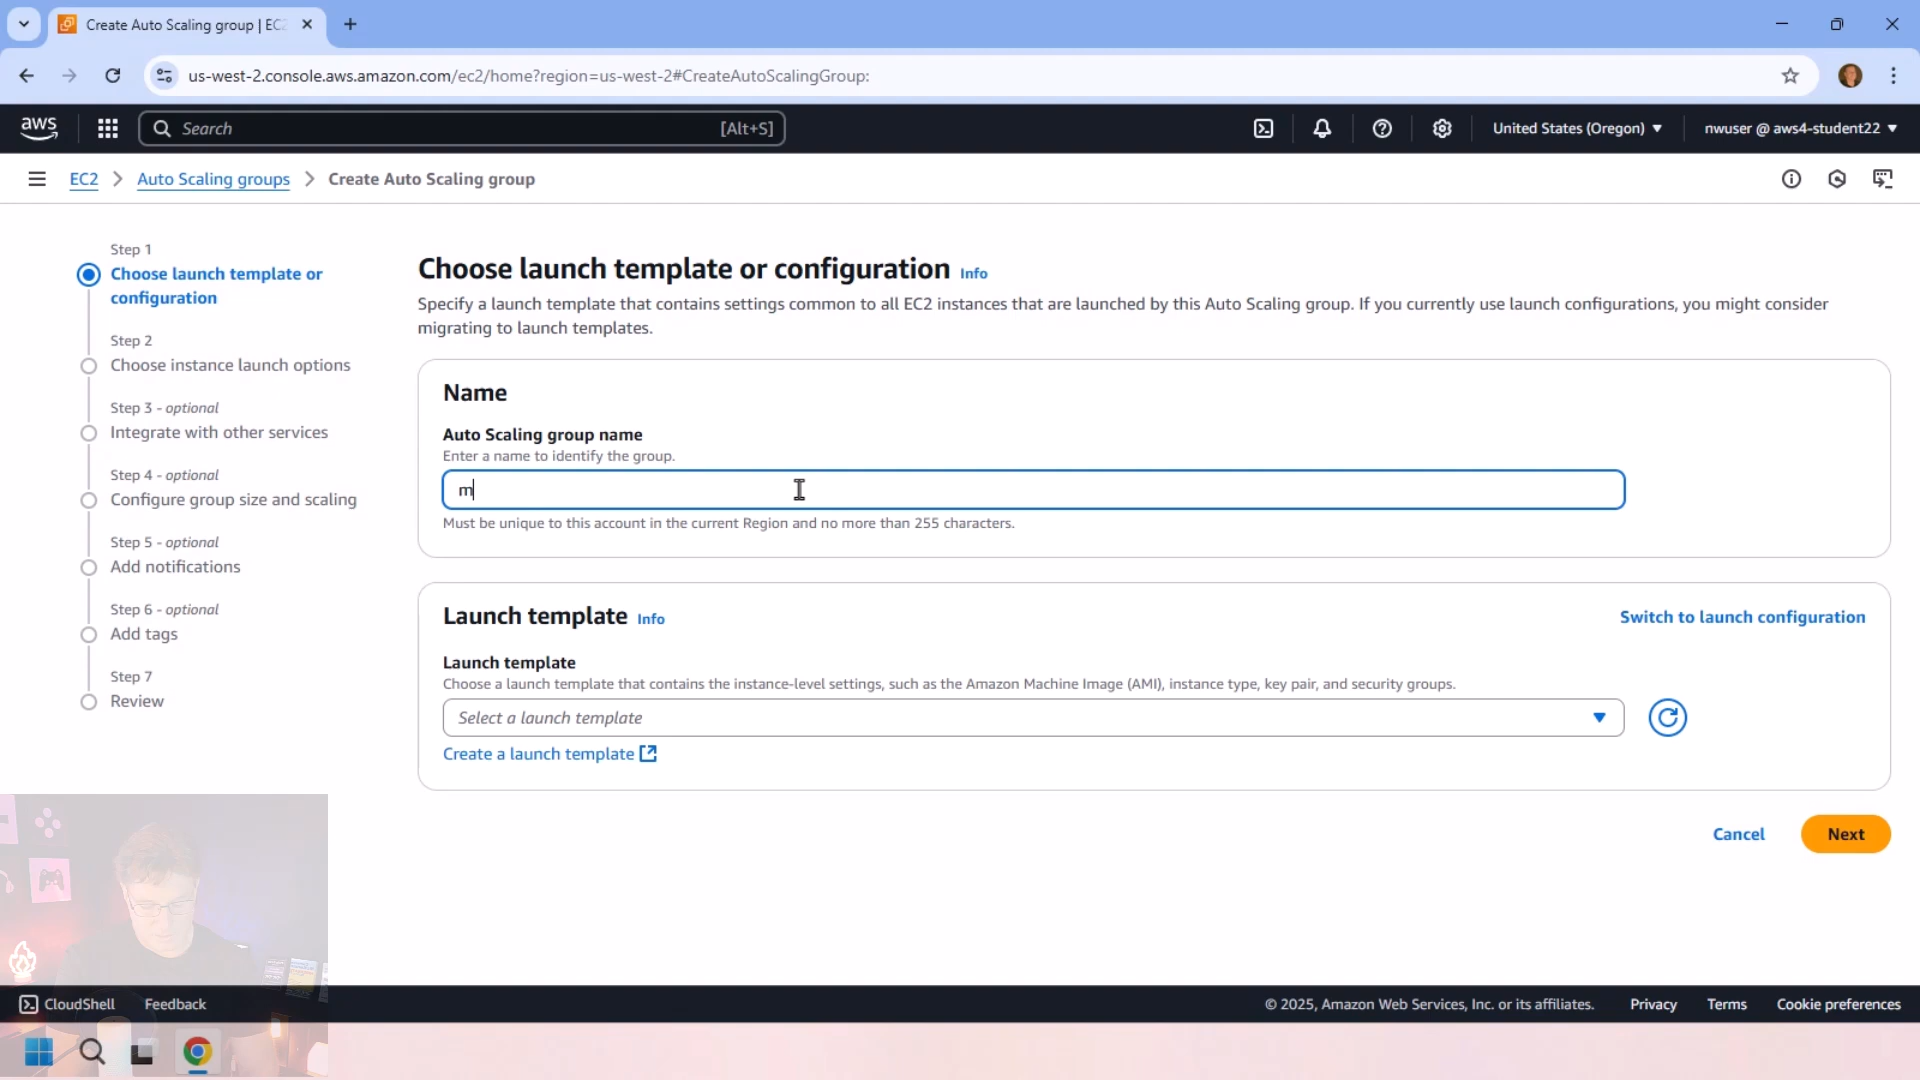 Create Auto Scaling group | EC2
us-west-2.console.aws.amazon.com/ec2/home?region=us-west-2#CreateAutoScalingGroup:
aws
Search
[Alt+S]
United States (Oregon)
nwuser @ aws4-student22
EC2
Auto Scaling groups
Create Auto Scaling group
Step 1
Choose launch template or
configuration
Step 2
Choose instance launch options
Step 3 - optional
Integrate with other services
Step 4 - optional
Configure group size and scaling
Step 5 - optional
Add notifications
Step 6 - optional
Add tags
Step 7
Review
Choose launch template or configuration Info
Specify a launch template that contains settings common to all EC2 instances that are launched by this Auto Scaling group. If you currently use launch configurations, you might consider
migrating to launch templates.
Name
Auto Scaling group name
Enter a name to identify the group.
m
Must be unique to this account in the current Region and no more than 255 characters.
Launch template Info
Switch to launch configuration
Launch template
Choose a launch template that contains the instance-level settings, such as the Amazon Machine Image (AMI), instance type, key pair, and security groups.
Select a launch template
Create a launch template
Cancel
Next
CloudShell
Feedback
© 2025, Amazon Web Services, Inc. or its affiliates.
Privacy
Terms
Cookie preferences